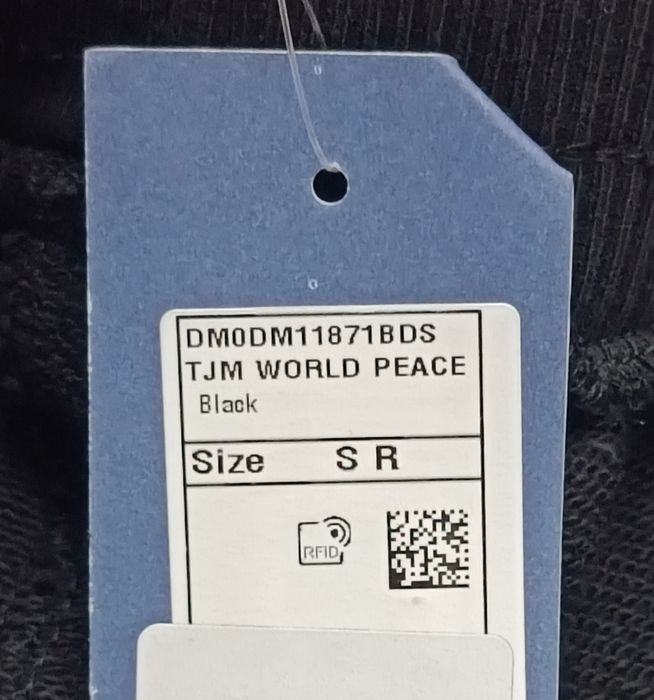 DM0DM11871BDS
TJM WORLD PEACE
Black
Size S R
RFID